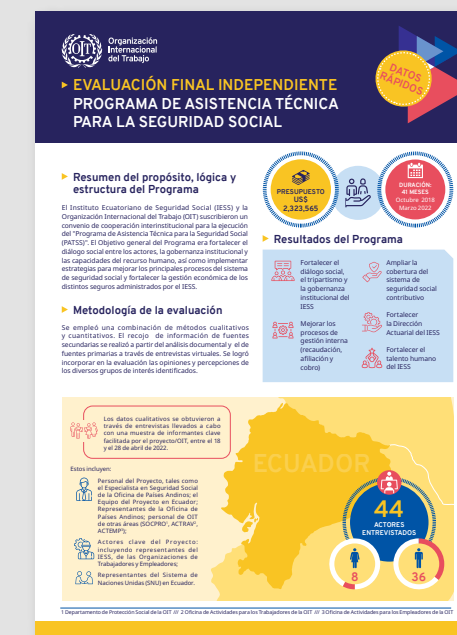 Organización
Internacional
del Trabajo
EVALUACIÓN FINAL INDEPENDIENTE
PROGRAMA DE ASISTENCIA TÉCNICA
PARA LA SEGURIDAD SOCIAL
DATOS
RÁPIDOS
Resumen del propósito, lógica y
estructura del Programa
El Instituto Ecuatoriano de Seguridad Social (IESS) y la
Organización Internacional del Trabajo (OIT) suscribieron un
convenio de cooperación interinstitucional para la ejecución
del "Programa de Asistencia Técnica para la Seguridad Social
(PATSS)". El Objetivo general del Programa era fortalecer el
diálogo social entre los actores, la gobernanza institucional y
las capacidades del recurso humano, así como implementar
estrategias para mejorar los principales procesos del sistema
de seguridad social y fortalecer la gestión económica de los
distintos seguros administrados por el IESS.
Metodología de la evaluación
Se empleó una combinación de métodos cualitativos
y cuantitativos. El recojo de información de fuentes
secundarias se realizó a partir del análisis documental y el de
fuentes primarias a través de entrevistas virtuales. Se logró
incorporar en la evaluación las opiniones y percepciones de
los diversos grupos de interés identificados.
PRESUPUESTO
US$
2,323,565
DURACIÓN:
41 MESES
Octubre 2018
Marzo 2022
Resultados del Programa
Fortalecer el
diálogo social,
el tripartismo y
la gobernanza
institucional del
IESS
Mejorar los
procesos de
gestión interna
(recaudación,
afiliación y
cobro)
Ampliar la
cobertura del
sistema de
seguridad social
contributivo
Fortalecer
la Dirección
Actuarial del IESS
Fortalecer el
talento humano
del IESS
Los datos cualitativos se obtuvieron a
través de entrevistas llevados a cabo
con una muestra de informantes clave
facilitada por el proyecto/OIT, entre el 18
y el 28 de abril de 2022.
Estos incluyen:
Personal del Proyecto, tales como
el Especialista en Seguridad Social
de la Oficina de Países Andinos; el
Equipo del Proyecto en Ecuador;
Representantes de la Oficina de
Países Andinos; personal de OIT
de otras áreas (SOCPRO¹, ACTRAV²,
ACTEMP³);
Actores clave del Proyecto:
incluyendo representantes del
IESS, de las Organizaciones de
Trabajadores y Empleadores;
Representantes del Sistema de
Naciones Unidas (SNU) en Ecuador.
ECUADOR
44
ACTORES
ENTREVISTADOS
8
36
1 Departamento de Protección Social de la OIT /// 2 Oficina de Actividades para los Trabajadores de la OIT /// 3 Oficina de Actividades para los Empleadores de la OIT